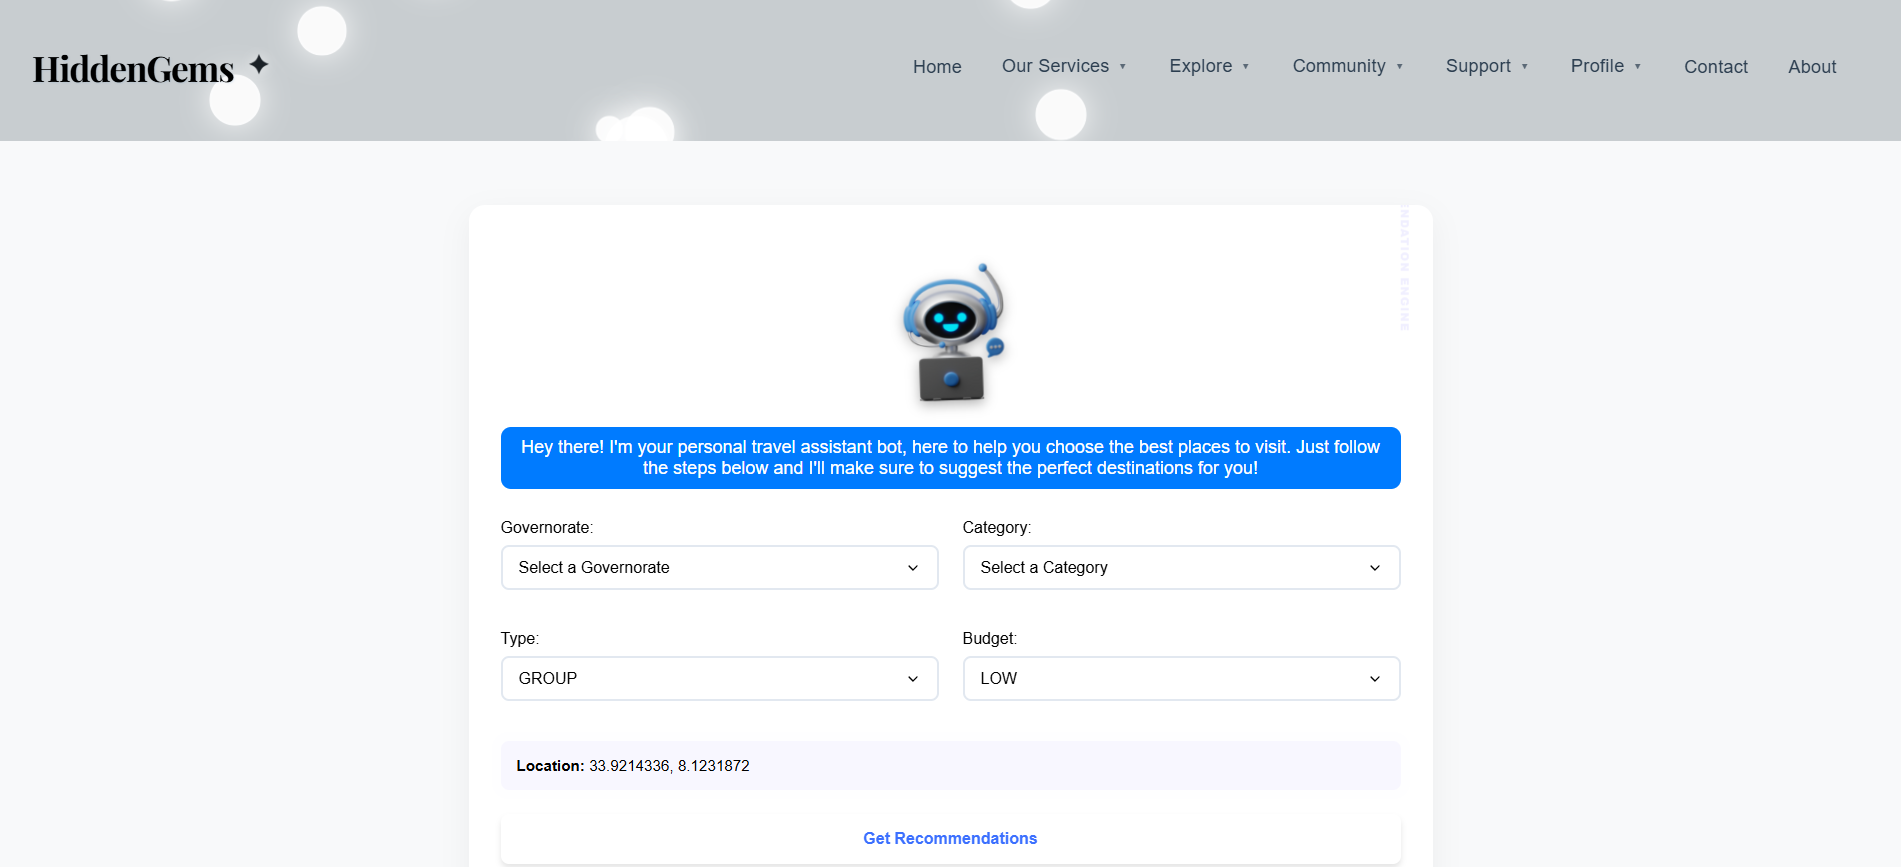 HiddenGems
Home
Our Services
Explore
Community
Support
Profile
Contact
About
ENGINE
Hey there! I'm your personal travel assistant bot, here to help you choose the best places to visit. Just follow
the steps below and I'll make sure to suggest the perfect destinations for you!
Governorate:
Category:
Select a Governorate
Select a Category
Type:
Budget:
GROUP
LOW
Location: 33.9214336, 8.1231872
Get Recommendations